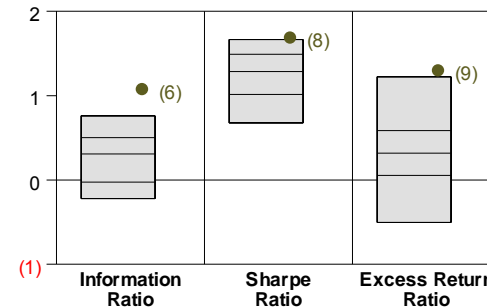 2
1
0
(1)
(6)
(8)
(9)
Information
Ratio
Sharpe
Ratio
Excess Return
Ratio